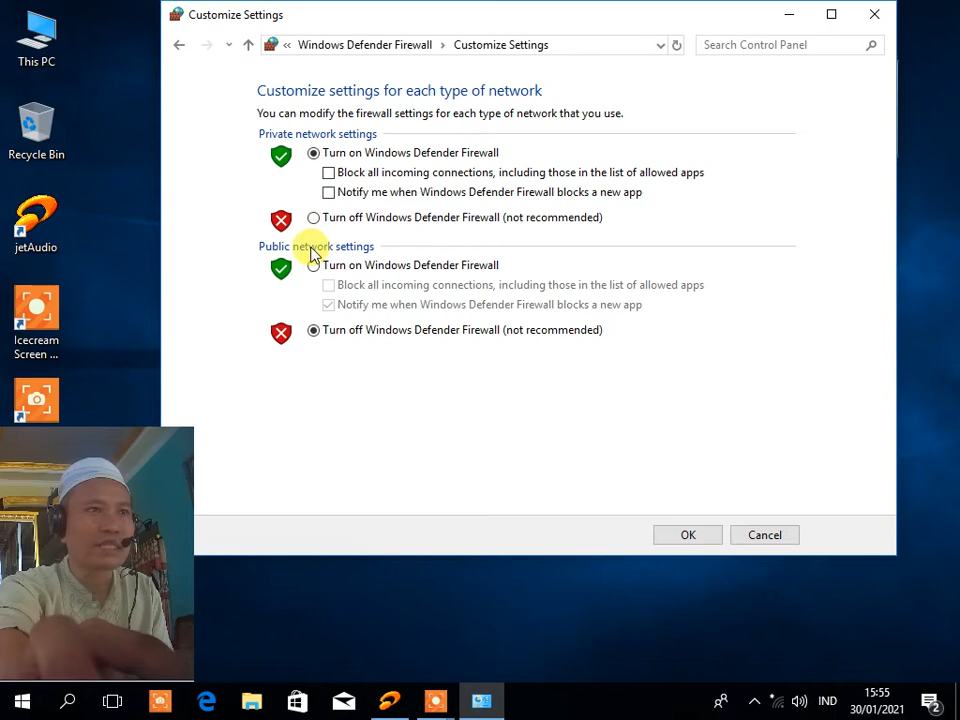 This PC
Recycle Bin
jetAudio
Icecream
Screen ...
Customize Settings
« Windows Defender Firewall > Customize Settings
Search Control Panel
Customize settings for each type of network
You can modify the firewall settings for each type of network that you use.
Private network settings
Turn on Windows Defender Firewall
Block all incoming connections, including those in the list of allowed apps
Notify me when Windows Defender Firewall blocks a new app
Turn off Windows Defender Firewall (not recommended)
Public network settings
Turn on Windows Defender Firewall
Block all incoming connections, including those in the list of allowed apps
Notify me when Windows Defender Firewall blocks a new app
Turn off Windows Defender Firewall (not recommended)
OK
Cancel
IND
15:55
30/01/2021
2